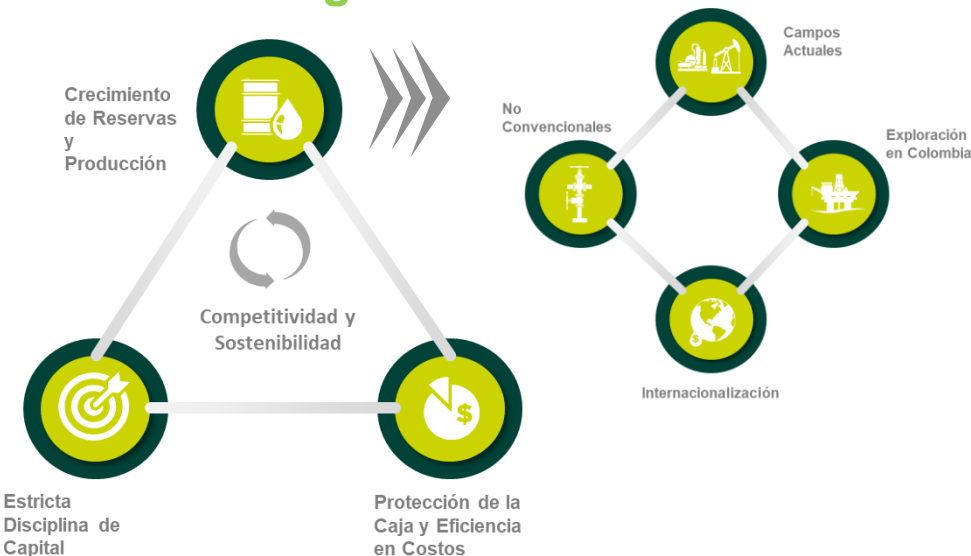 Crecimiento
de Reservas
y
Producción
Competitividad y
Sostenibilidad
Estricta
Disciplina de
Capital
Protección de la
Caja y Eficiencia
en Costos
Campos
Actuales
No
Convencionales
Exploración
en Colombia
Internacionalización
$
$